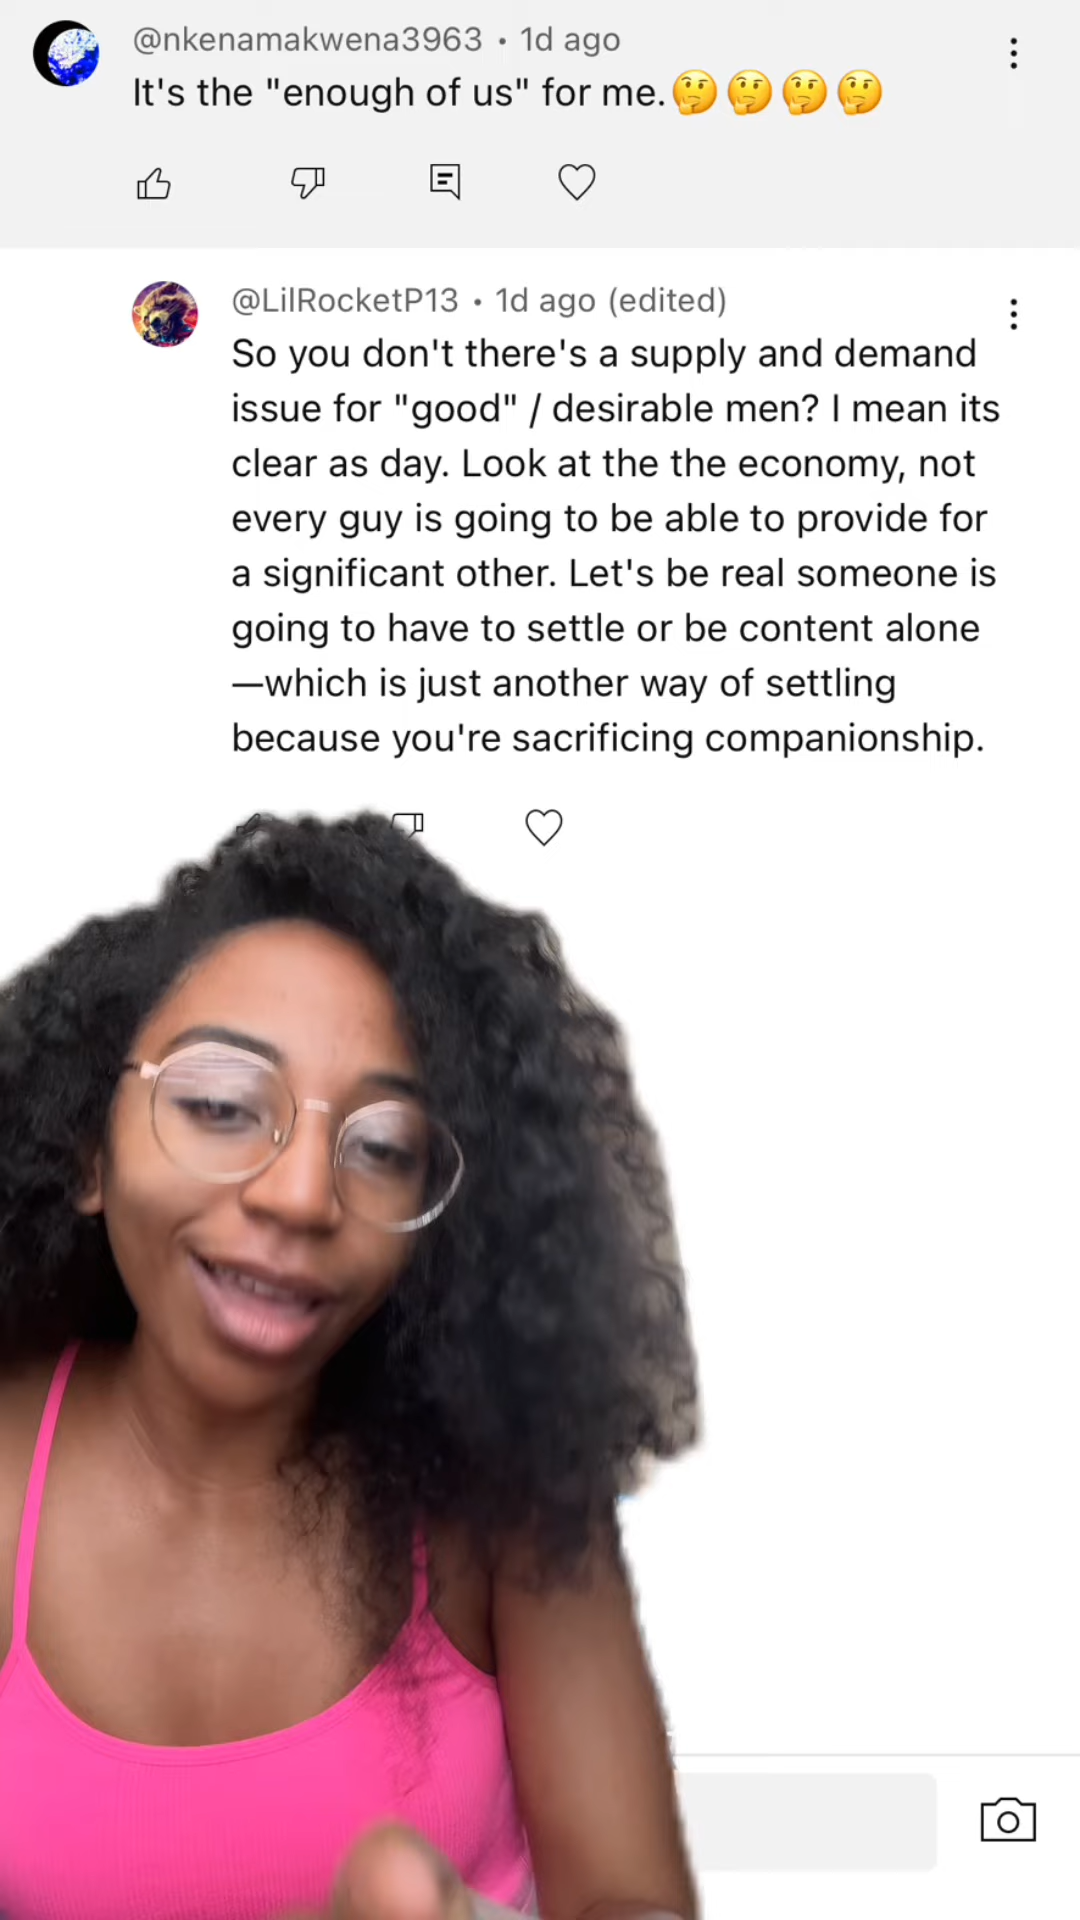 @nkenamakwena3963 • 1d ago
It's the "enough of us" for me.🤔🤔🤔🤔
@LilRocketP13 • 1d ago (edited)
So you don't there's a supply and demand
issue for "good" / desirable men? I mean its
clear as day. Look at the the economy, not
every guy is going to be able to provide for
a significant other. Let's be real someone is
going to have to settle or be content alone
—which is just another way of settling
because you're sacrificing companionship.